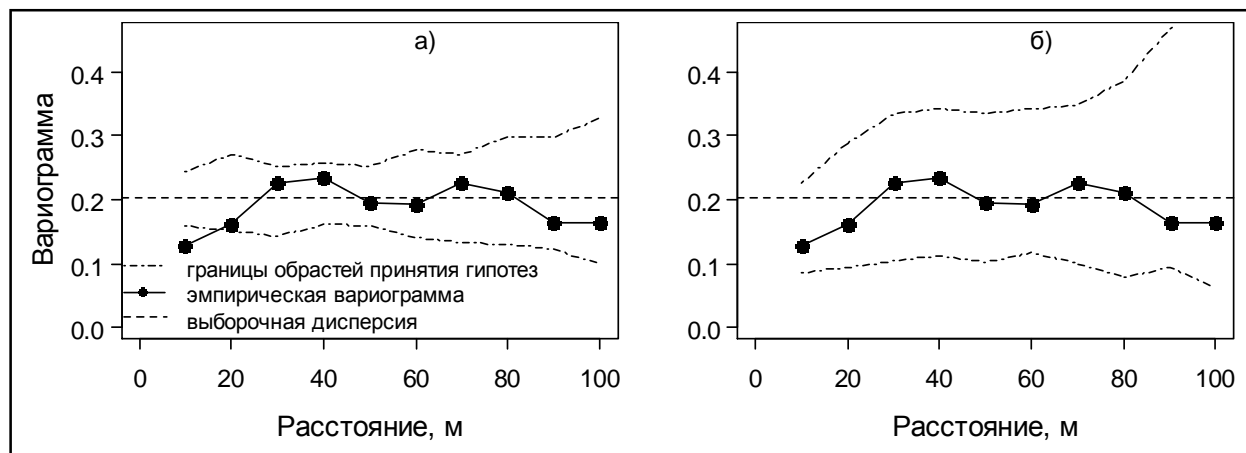 а)
Вариограмма
0.4
0.3
0.2
0.1
0.0
границы обрастей принятия гипотез
эмпирическая вариограмма
выборочная дисперсия
0 20 40 60 80 100
Расстояние, м
б)
0.4
0.3
0.2
0.1
0.0
0 20 40 60 80 100
Расстояние, м